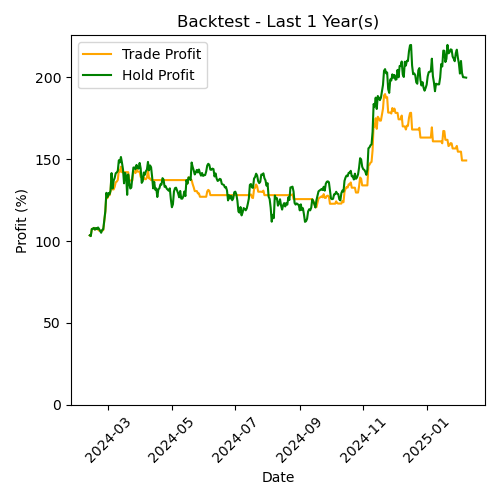 Backtest - Last 1 Year(s)
Trade Profit
Hold Profit
Profit (%)
200
150
100
50
0
2024-03
2024-05
2024-07
2024-09
2024-11
2025-01
Date